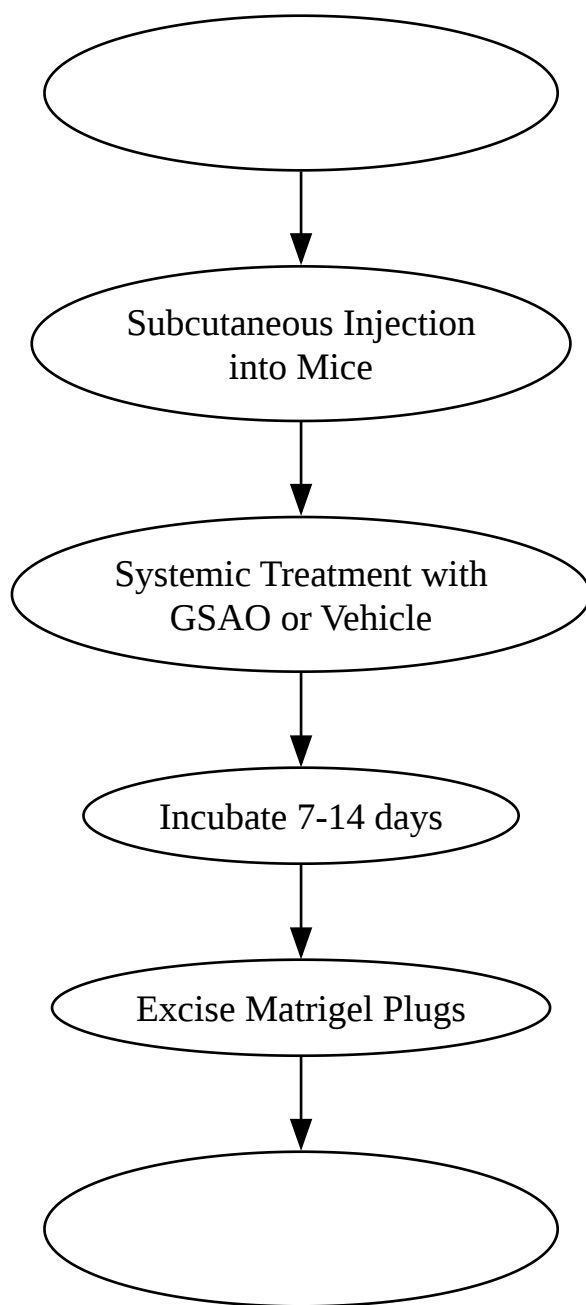 Subcutaneous Injection
into Mice
Systemic Treatment with
GSAO or Vehicle
Incubate 7-14 days
Excise Matrigel Plugs